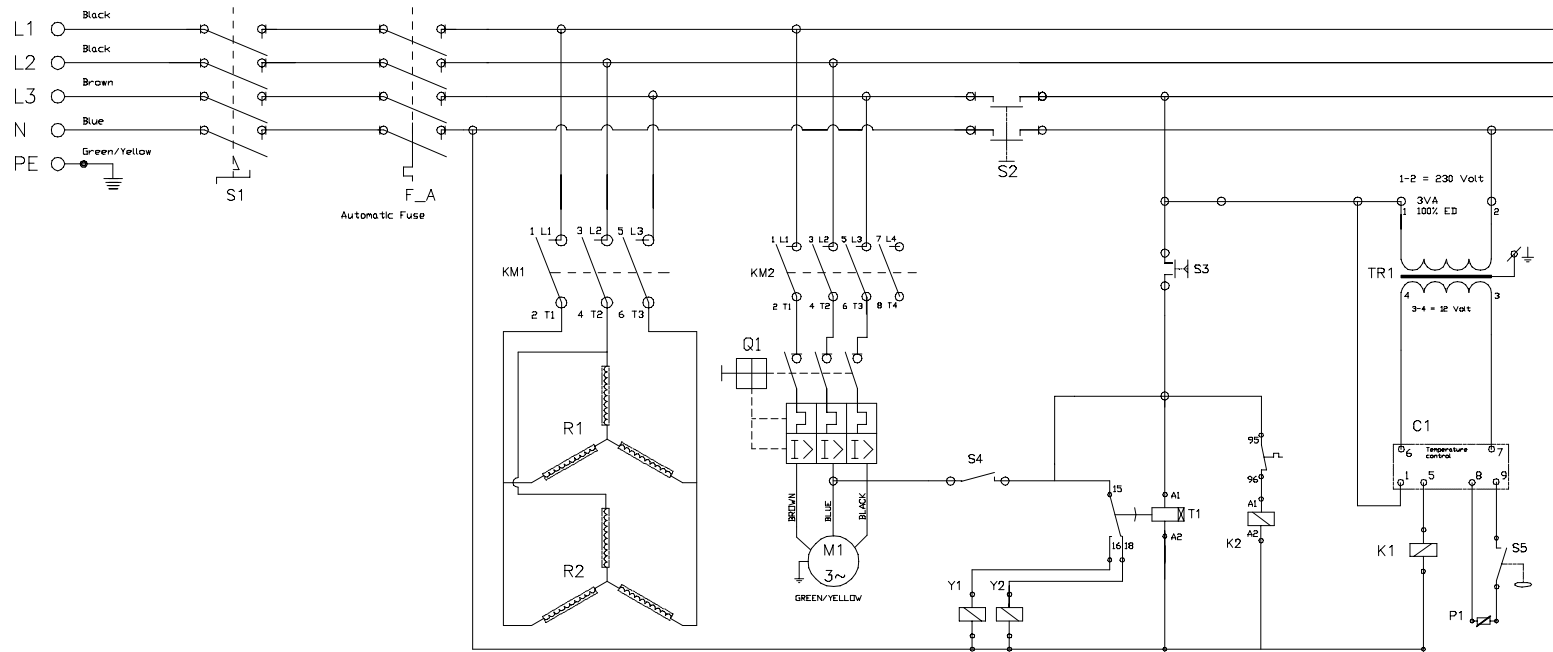 L1 Black
L2 Black
L3 Brown
N Blue
PE Green/Yellow
S1
F_A
Automatic Fuse
S2
1-2 = 230 Volt
3VA
100% ED
1 2
1 L1 3 L2 5 L3
KM1
2 T1 4 T2 6 T3
1 L1 3 L2 5 L3 7 L4
KM2
2 T1 4 T2 6 T3 8 T4
S3
TR1
4 3
3-4 = 12 Volt
Q1
I> I> I>
R1
R2
BROWN
BLUE
BLACK
M1
3~
GREEN/YELLOW
S4
15
16 18
A1
T1
A2
Y1 Y2
95
96
A1
K2
A2
C1
6 Temperature 7
control
1 5 8 9
K1
S5
P1